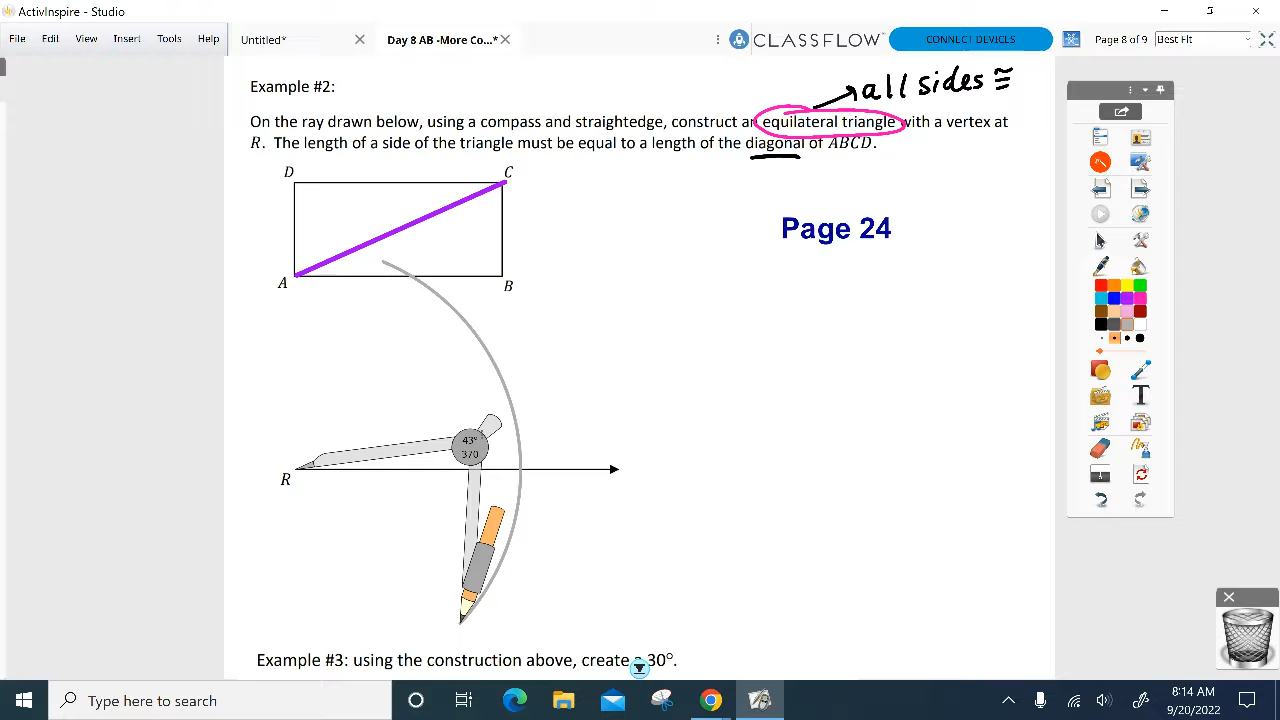 ActivInspire - Studio
File Edit View Insert Tools Help Untitled* Day 8 AB -More Co...* CLASSFLOW™ CONNECT DEVICES Page 8 of 9 Best Fit
Example #2:
all sides ≅
On the ray drawn below, using a compass and straightedge, construct an equilateral triangle with a vertex at
R. The length of a side of the triangle must be equal to a length of the diagonal of ABCD.
D C
Page 24
A B
43°
370
R
Example #3: using the construction above, create a 30°.
Type here to search
8:14 AM
9/20/2022